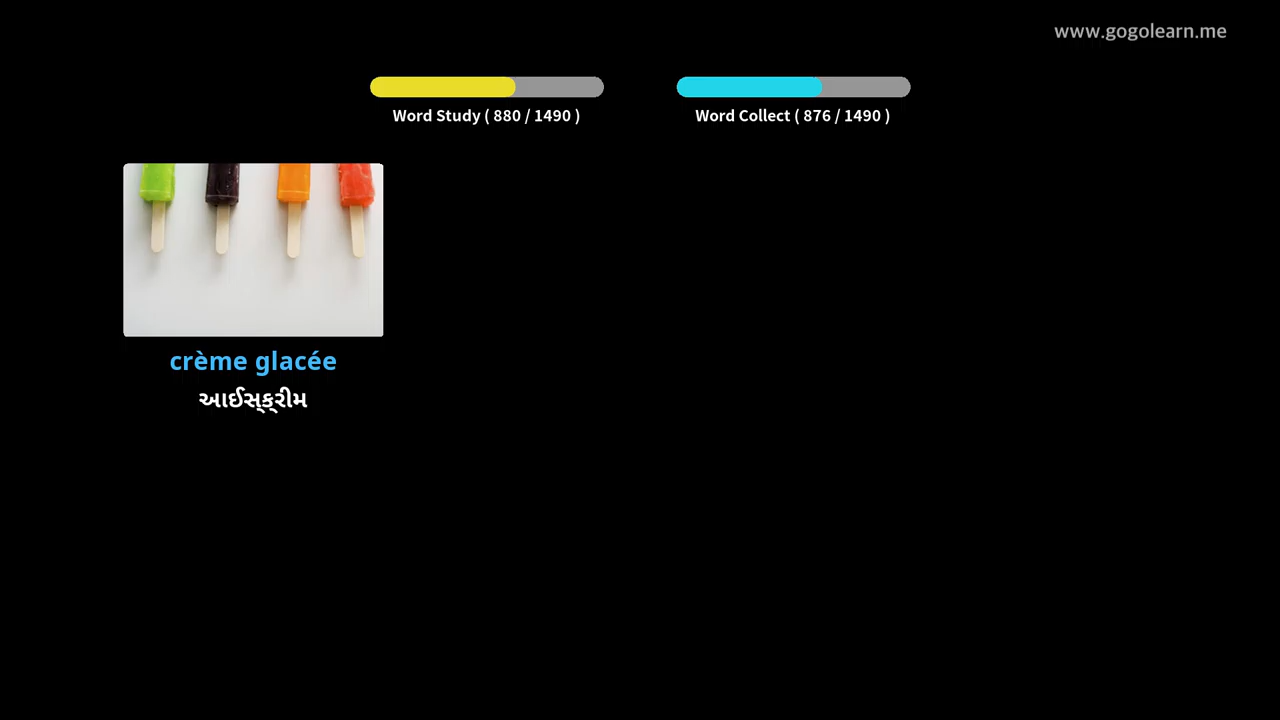 www.gogolearn.me
Word Study ( 880 / 1490 )
Word Collect ( 876 / 1490 )
crème glacée
આઈસ્ક્રીમ